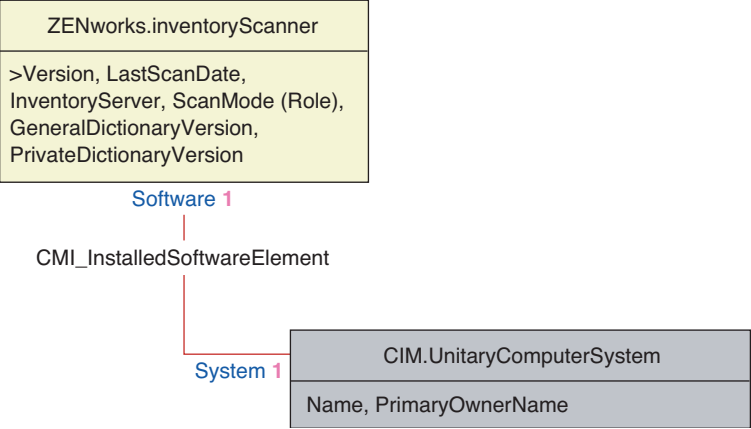 ZENworks.inventoryScanner
>Version, LastScanDate,
InventoryServer, ScanMode (Role),
GeneralDictionaryVersion,
PrivateDictionaryVersion
Software 1
CMI_InstalledSoftwareElement
System 1
CIM.UnitaryComputerSystem
Name, PrimaryOwnerName